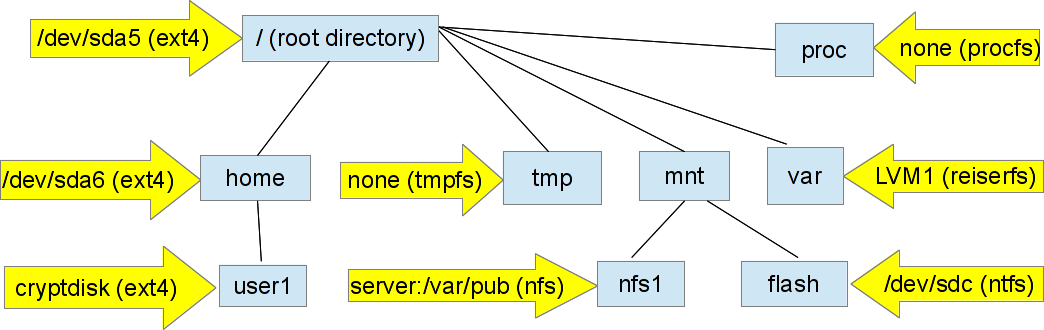 /dev/sda5 (ext4)
/ (root directory)
proc
none (procfs)
/dev/sda6 (ext4)
home
none (tmpfs)
tmp
mnt
var
LVM1 (reiserfs)
cryptdisk (ext4)
user1
server:/var/pub (nfs)
nfs1
flash
/dev/sdc (ntfs)